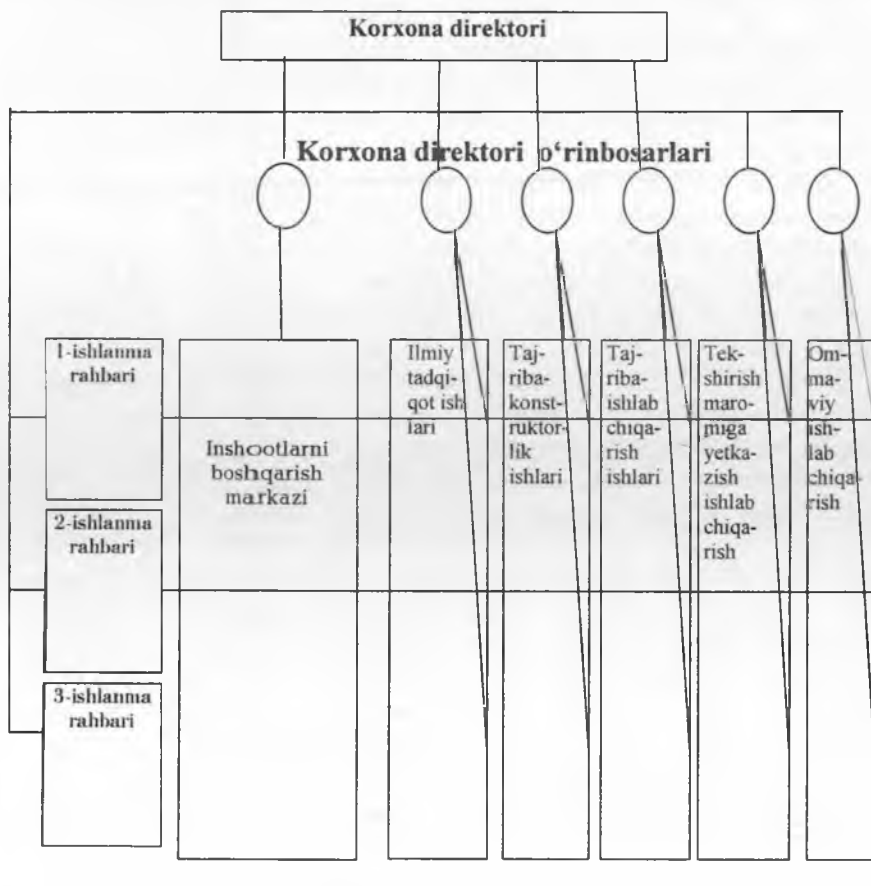 Korxona direktori
Korxona direktori o‘rinbosarlari
1-ishlanma
rahbari
Inshootlarni
boshqarish
markazi
Ilmiy
tadqi-
qot ish
lari
Taj-
riba-
konst-
ruktor-
lik
ishlari
Taj-
riba-
ishlab
chiqa-
rish
ishlari
Tek-
shirish
maro-
miga
yetka-
zish
ishlab
chiqa-
rish
Om-
ma-
viy
ish-
lab
chiqa-
rish
2-ishlanma
rahbari
3-ishlanma
rahbari